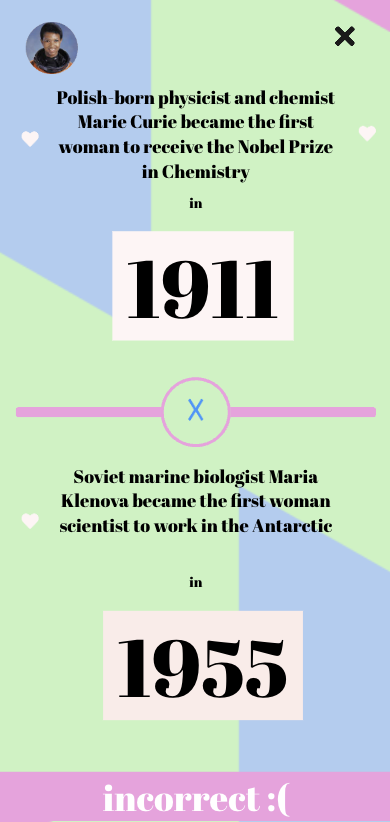 Polish-born physicist and chemist
Marie Curie became the first
woman to receive the Nobel Prize
in Chemistry
in
1911
X
Soviet marine biologist Maria
Klenova became the first woman
scientist to work in the Antarctic
in
1955
incorrect :(